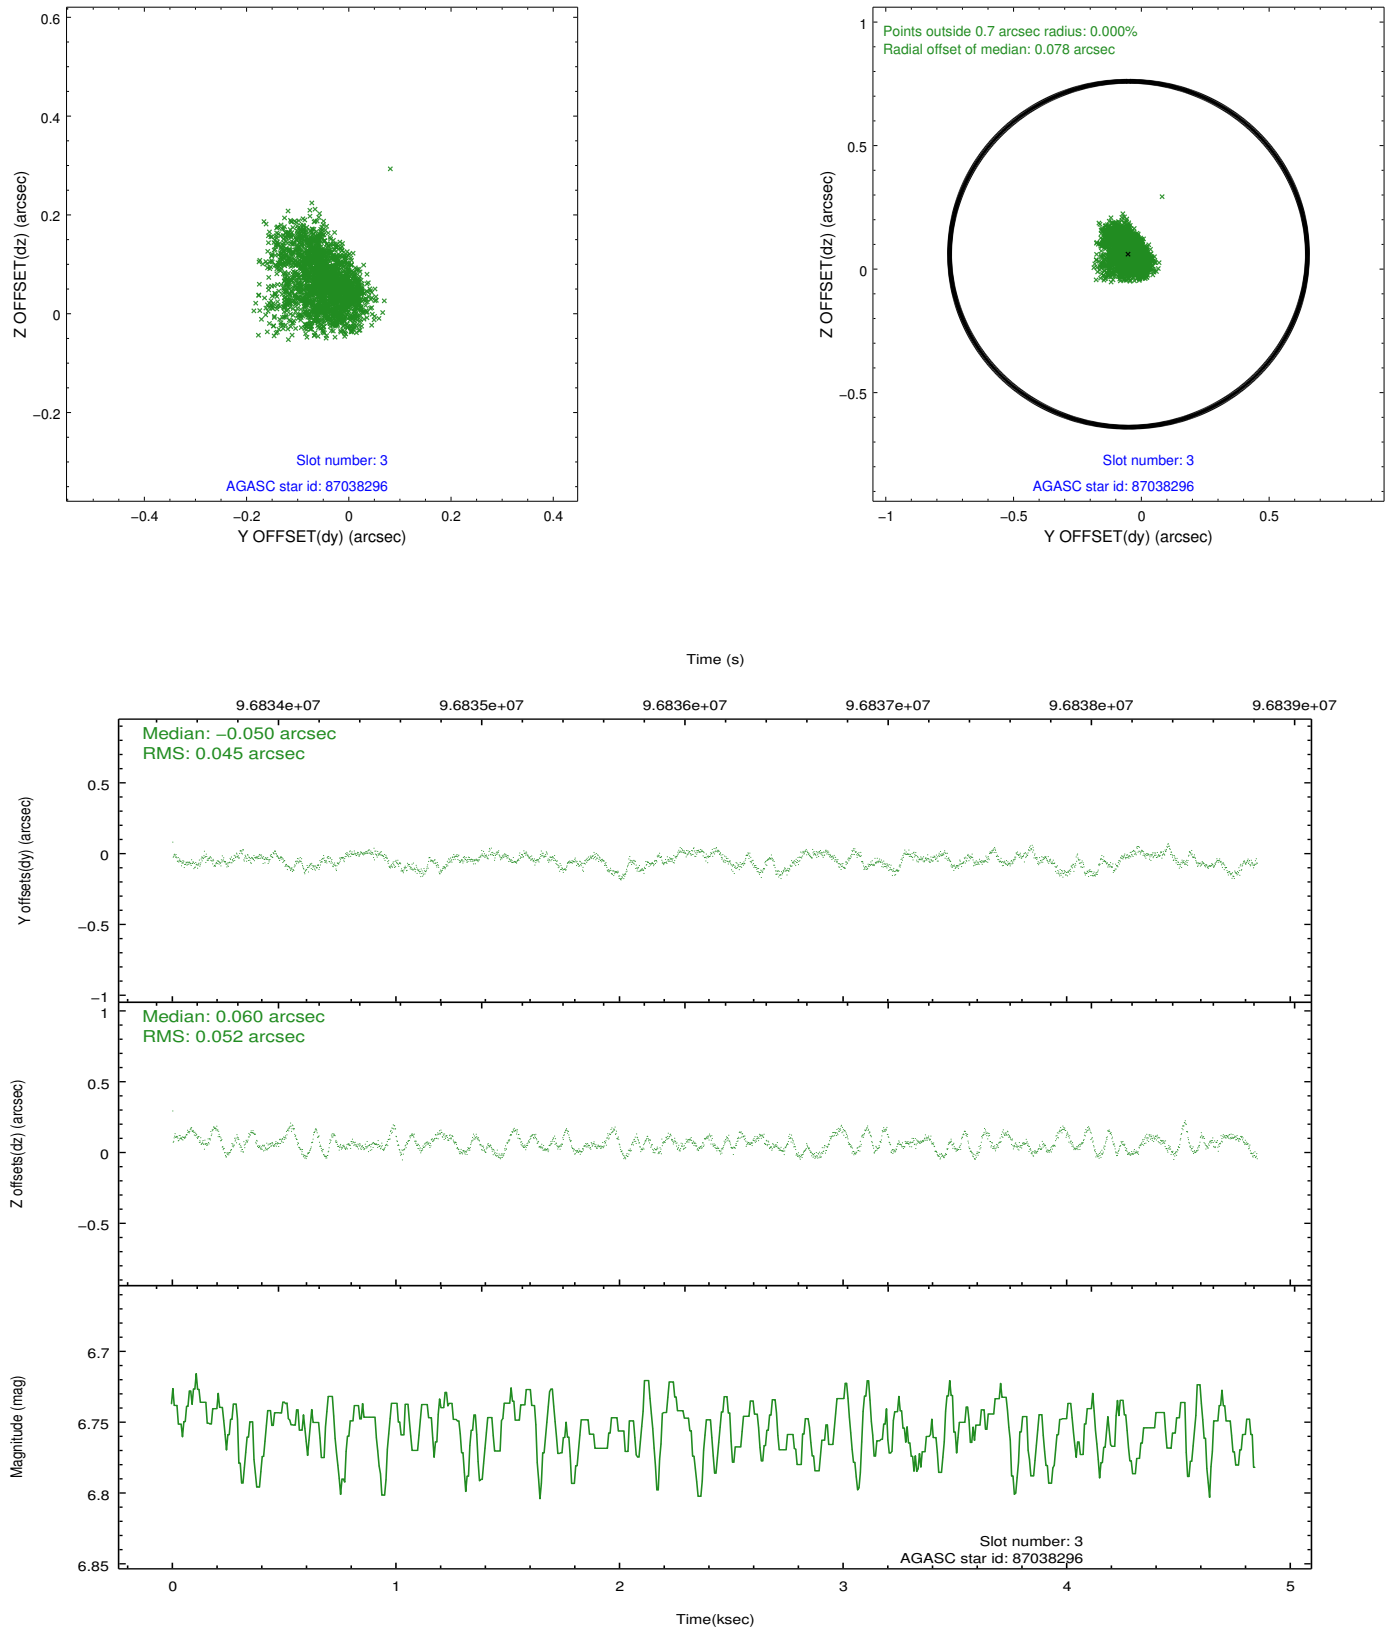 0.6
0.4
0.2
0
−0.2
Z OFFSET(dz) (arcsec)
Slot number: 3
AGASC star id: 87038296
−0.4 −0.2 0 0.2 0.4
Y OFFSET(dy) (arcsec)
Points outside 0.7 arcsec radius: 0.000%
Radial offset of median: 0.078 arcsec
1
0.5
0
−0.5
Z OFFSET(dz) (arcsec)
Slot number: 3
AGASC star id: 87038296
−1 −0.5 0 0.5
Y OFFSET(dy) (arcsec)
Time (s)
9.6834e+07 9.6835e+07 9.6836e+07 9.6837e+07 9.6838e+07 9.6839e+07
Median: −0.050 arcsec
RMS: 0.045 arcsec
0.5
0
−0.5
−1
Y offsets(dy) (arcsec)
Median: 0.060 arcsec
RMS: 0.052 arcsec
1
0.5
0
−0.5
Z offsets(dz) (arcsec)
6.7
6.75
6.8
6.85
Magnitude (mag)
Slot number: 3
AGASC star id: 87038296
0 1 2 3 4 5
Time(ksec)